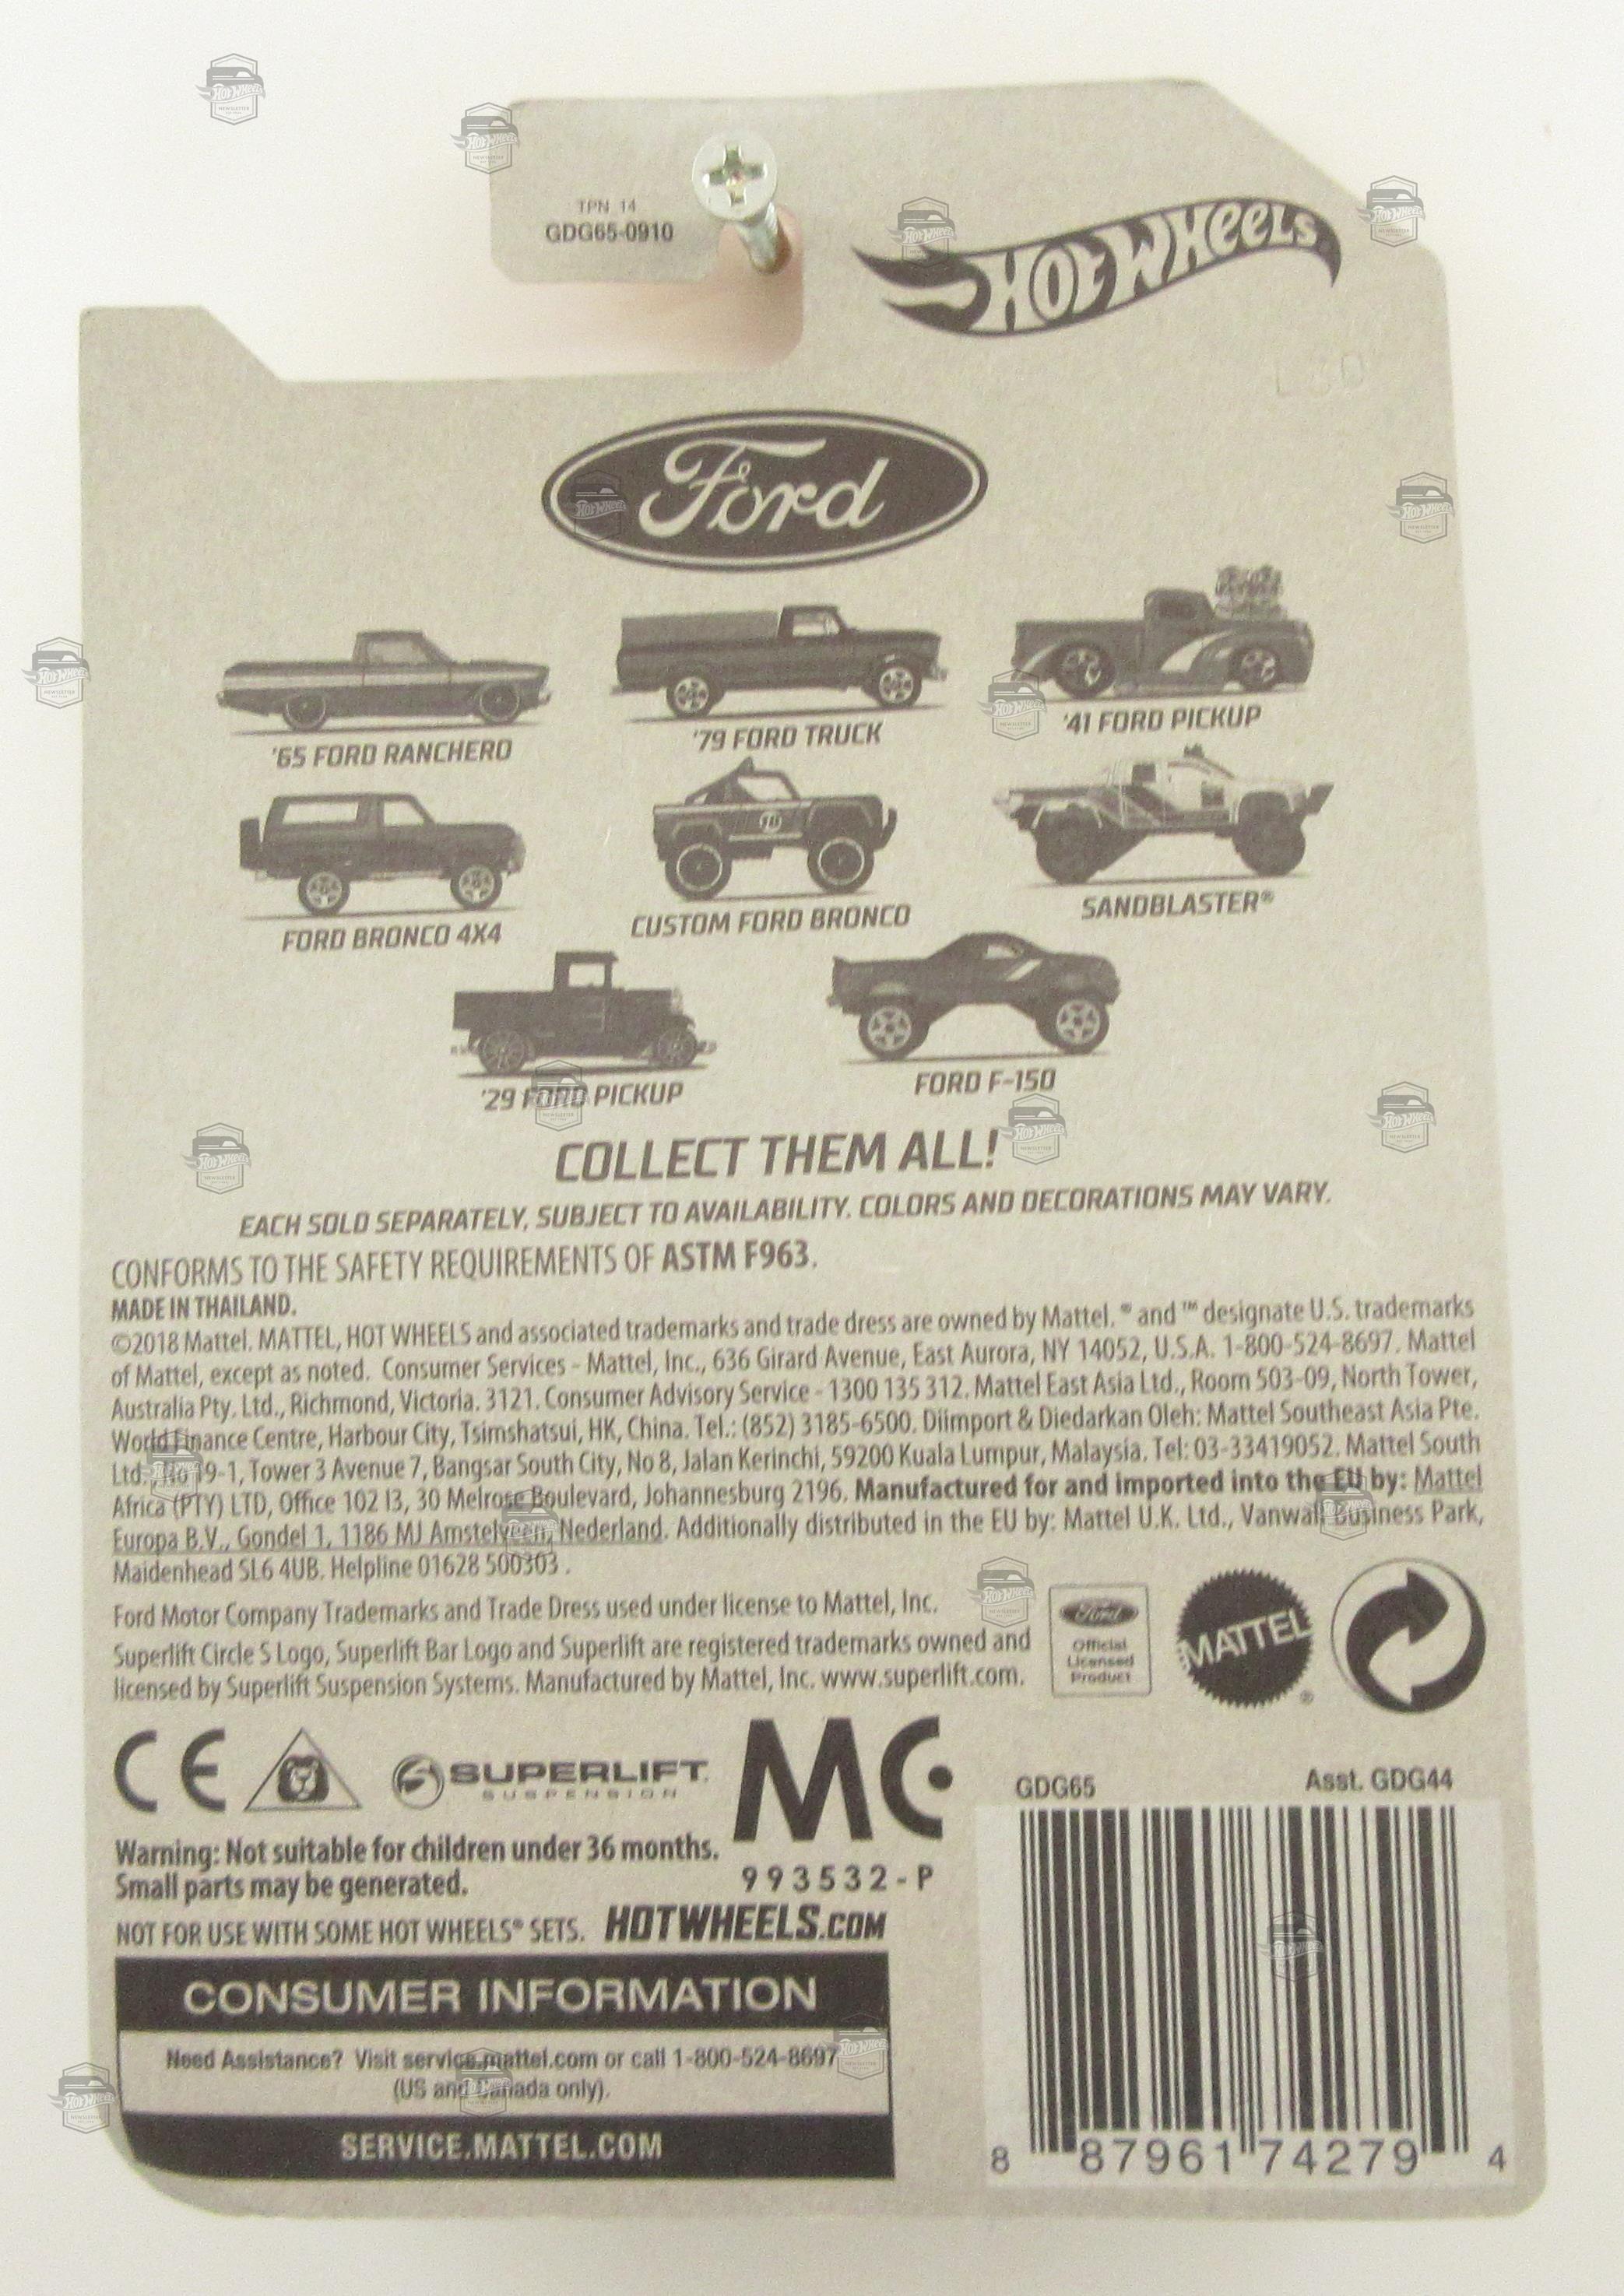 TPN 14
GDG65-0910
HOT WHEELS
L30
Ford
'65 FORD RANCHERO
'79 FORD TRUCK
'41 FORD PICKUP
FORD BRONCO 4X4
CUSTOM FORD BRONCO
SANDBLASTER®
'29 FORD PICKUP
FORD F-150
COLLECT THEM ALL!
EACH SOLD SEPARATELY, SUBJECT TO AVAILABILITY. COLORS AND DECORATIONS MAY VARY.
CONFORMS TO THE SAFETY REQUIREMENTS OF ASTM F963.
MADE IN THAILAND.
©2018 Mattel. MATTEL, HOT WHEELS and associated trademarks and trade dress are owned by Mattel. ® and ™ designate U.S. trademarks
of Mattel, except as noted. Consumer Services - Mattel, Inc., 636 Girard Avenue, East Aurora, NY 14052, U.S.A. 1-800-524-8697. Mattel
Australia Pty. Ltd., Richmond, Victoria. 3121. Consumer Advisory Service - 1300 135 312. Mattel East Asia Ltd., Room 503-09, North Tower,
World Finance Centre, Harbour City, Tsimshatsui, HK, China. Tel.: (852) 3185-6500. Diimport & Diedarkan Oleh: Mattel Southeast Asia Pte.
Ltd. No 19-1, Tower 3 Avenue 7, Bangsar South City, No 8, Jalan Kerinchi, 59200 Kuala Lumpur, Malaysia. Tel: 03-33419052. Mattel South
Africa (PTY) LTD, Office 102 I3, 30 Melrose Boulevard, Johannesburg 2196. Manufactured for and imported into the EU by: Mattel
Europa B.V., Gondel 1, 1186 MJ Amstelveen, Nederland. Additionally distributed in the EU by: Mattel U.K. Ltd., Vanwall Business Park,
Maidenhead SL6 4UB. Helpline 01628 500303.
Ford Motor Company Trademarks and Trade Dress used under license to Mattel, Inc.
Superlift Circle S Logo, Superlift Bar Logo and Superlift are registered trademarks owned and
licensed by Superlift Suspension Systems. Manufactured by Mattel, Inc. www.superlift.com.
Ford
Official
Licensed
Product
MATTEL®
CE
SUPERLIFT
SUSPENSION
MC
993532-P
Warning: Not suitable for children under 36 months.
Small parts may be generated.
NOT FOR USE WITH SOME HOT WHEELS® SETS. HOTWHEELS.COM
CONSUMER INFORMATION
Need Assistance? Visit service.mattel.com or call 1-800-524-8697
(US and Canada only).
SERVICE.MATTEL.COM
GDG65 Asst. GDG44
8 87961 74279 4